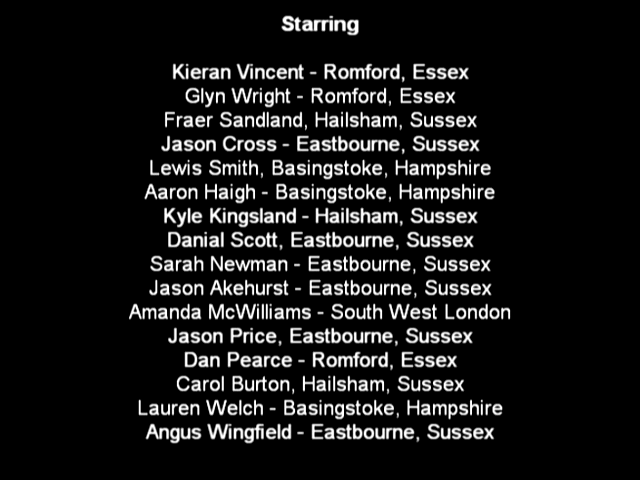 Starring
Kieran Vincent - Romford, Essex
Glyn Wright - Romford, Essex
Fraer Sandland, Hailsham, Sussex
Jason Cross - Eastbourne, Sussex
Lewis Smith, Basingstoke, Hampshire
Aaron Haigh - Basingstoke, Hampshire
Kyle Kingsland - Hailsham, Sussex
Danial Scott, Eastbourne, Sussex
Sarah Newman - Eastbourne, Sussex
Jason Akehurst - Eastbourne, Sussex
Amanda McWilliams - South West London
Jason Price, Eastbourne, Sussex
Dan Pearce - Romford, Essex
Carol Burton, Hailsham, Sussex
Lauren Welch - Basingstoke, Hampshire
Angus Wingfield - Eastbourne, Sussex